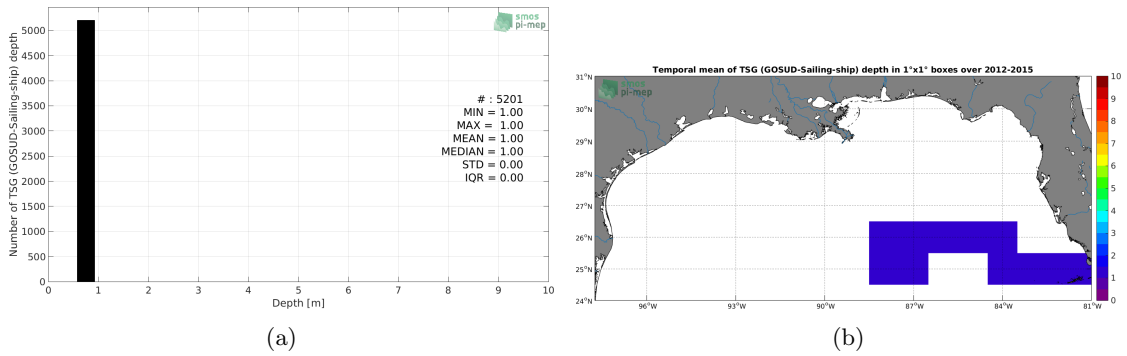 smos
pi-mep
5000
4500
4000
3500
3000
2500
2000
1500
1000
500
0
Number of TSG (GOSUD-Sailing-ship) depth
# : 5201
MIN = 1.00
MAX = 1.00
MEAN = 1.00
MEDIAN = 1.00
STD = 0.00
IQR = 0.00
0 1 2 3 4 5 6 7 8 9 10
Depth [m]
(a)
Temporal mean of TSG (GOSUD-Sailing-ship) depth in 1°x1° boxes over 2012-2015
smos
pi-mep
31°N
30°N
29°N
28°N
27°N
26°N
25°N
24°N
96°W 93°W 90°W 87°W 84°W 81°W
10
9
8
7
6
5
4
3
2
1
0
(b)